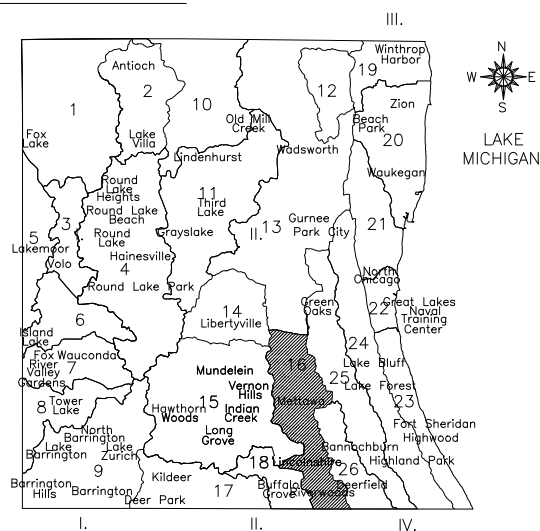 III.
Winthrop
Harbor
19
N
W E
S
LAKE
MICHIGAN
Antioch
1
2
10
12
Zion
Old Mill
Creek
Beach
Park
20
Fox
Lake
Lake
Villa
Wadsworth
Lindenhurst
Waukegan
Round
Lake
Heights
11
Third
Lake
3
Round Lake
Beach
Gurnee
Park City
21
II. 13
5
Lakemoor
Round
Lake
Grayslake
Volo
Hainesville
4
North
Chicago
Round Lake Park
14
Libertyville
Green
Oaks
22
Great Lakes
Naval
Training
Center
6
Island
Lake
24
Fox
River
Valley
Gardens
Wauconda
7
16
Lake Bluff
Mundelein
25
Lake Forest
Vernon
Hills
Mettawa
23
8
Tower
Lake
15
Hawthorn
Woods
Indian
Creek
Fort Sheridan
Long
Grove
Highwood
North
Barrington
Lake
Barrington
Lake
Zurich
Bannockburn
9
18
Lincolnshire
26
Highland Park
Kildeer
Barrington
Hills
Barrington
Deer Park
17
Buffalo
Grove
Riverwoods
Deerfield
I.
II.
IV.